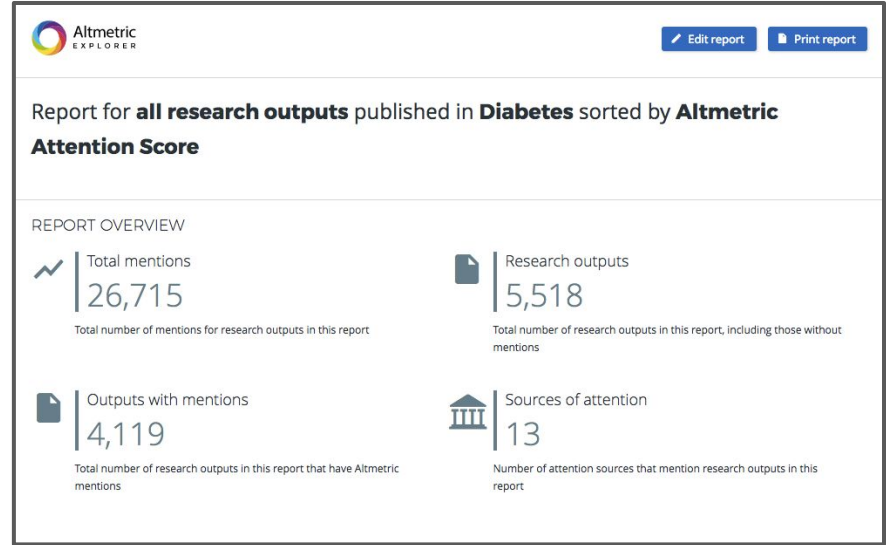 Altmetric
EXPLORER
Edit report
Print report
Report for all research outputs published in Diabetes sorted by Altmetric
Attention Score
REPORT OVERVIEW
Total mentions
26,715
Total number of mentions for research outputs in this report
Research outputs
5,518
Total number of research outputs in this report, including those without
mentions
Outputs with mentions
4,119
Total number of research outputs in this report that have Altmetric
mentions
Sources of attention
13
Number of attention sources that mention research outputs in this
report